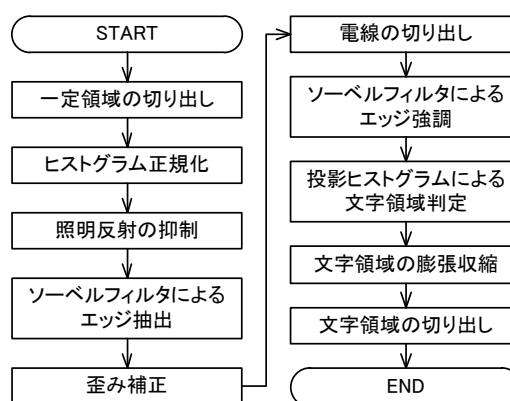 START
一定領域の切り出し
ヒストグラム正規化
照明反射の抑制
ソーベルフィルタによる
エッジ抽出
歪み補正
電線の切り出し
ソーベルフィルタによる
エッジ強調
投影ヒストグラムによる
文字領域判定
文字領域の膨張収縮
文字領域の切り出し
END